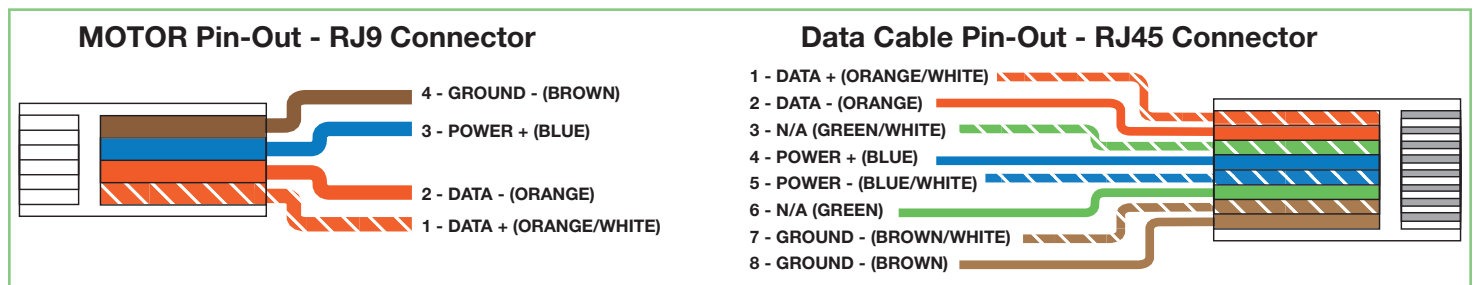 MOTOR Pin-Out - RJ9 Connector
4 - GROUND - (BROWN)
3 - POWER + (BLUE)
2 - DATA - (ORANGE)
1 - DATA + (ORANGE/WHITE)
Data Cable Pin-Out - RJ45 Connector
1 - DATA + (ORANGE/WHITE)
2 - DATA - (ORANGE)
3 - N/A (GREEN/WHITE)
4 - POWER + (BLUE)
5 - POWER - (BLUE/WHITE)
6 - N/A (GREEN)
7 - GROUND - (BROWN/WHITE)
8 - GROUND - (BROWN)